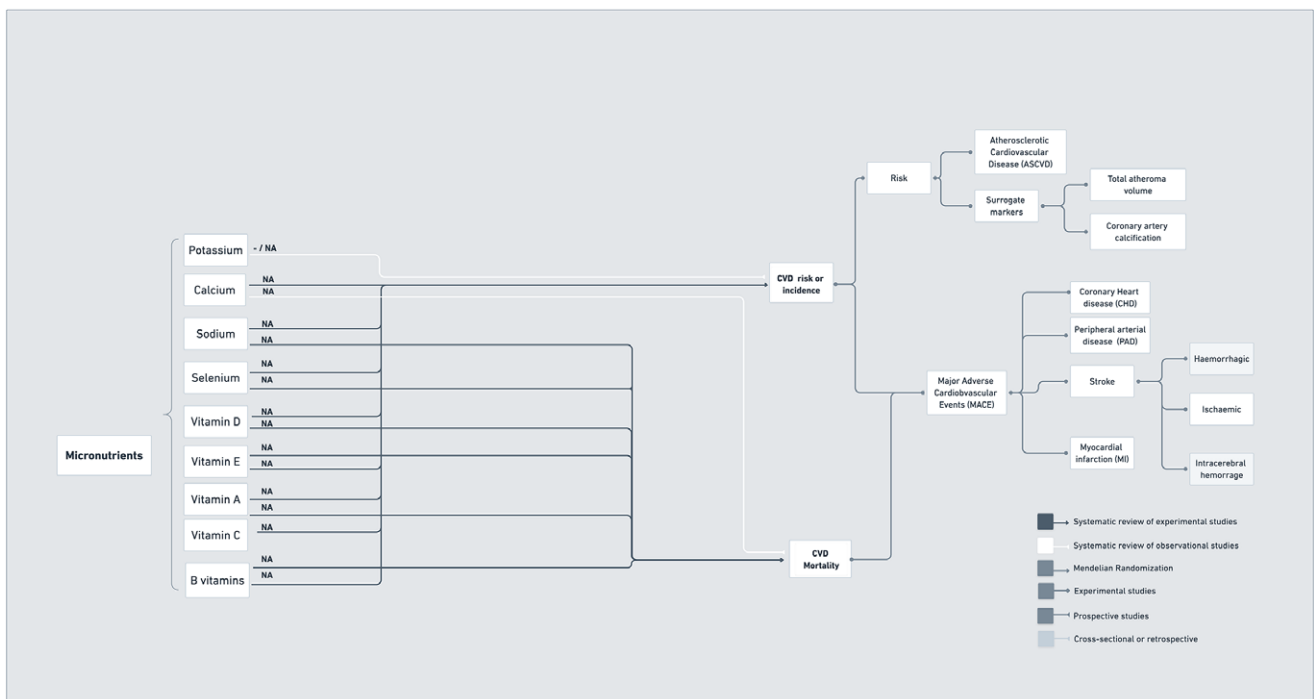 Micronutrients
Potassium
- / NA
Calcium
NA
NA
Sodium
NA
NA
Selenium
NA
NA
Vitamin D
NA
NA
Vitamin E
NA
NA
Vitamin A
NA
NA
Vitamin C
NA
B vitamins
NA
NA
CVD risk or
incidence
CVD
Mortality
Risk
Atherosclerotic
Cardiovascular
Disease (ASCVD)
Surrogate
markers
Total atheroma
volume
Coronary artery
calcification
Major Adverse
Cardiobvascular
Events (MACE)
Coronary Heart
disease (CHD)
Peripheral arterial
disease (PAD)
Stroke
Myocardial
infarction (MI)
Haemorrhagic
Ischaemic
Intracerebral
hemorrage
Systematic review of experimental studies
Systematic review of observational studies
Mendelian Randomization
Experimental studies
Prospective studies
Cross-sectional or retrospective